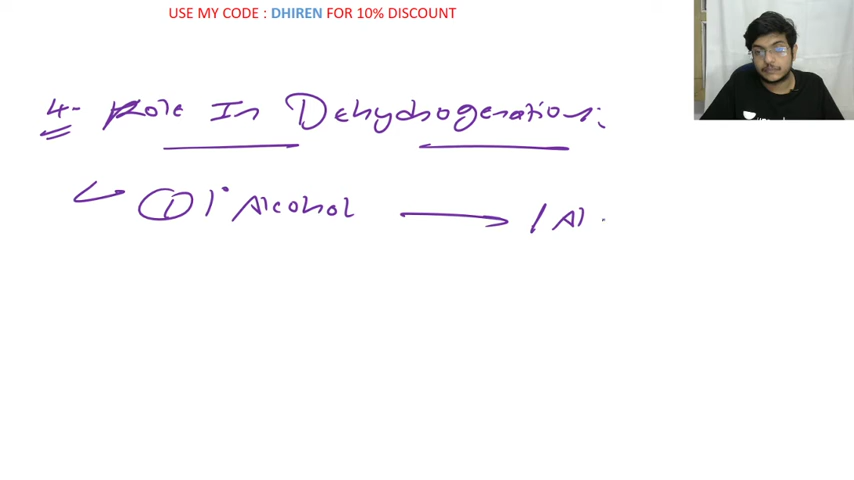 USE MY CODE : DHIREN FOR 10% DISCOUNT
4- Role In Dehydrogenation:
① 1° Alcohol → / Al